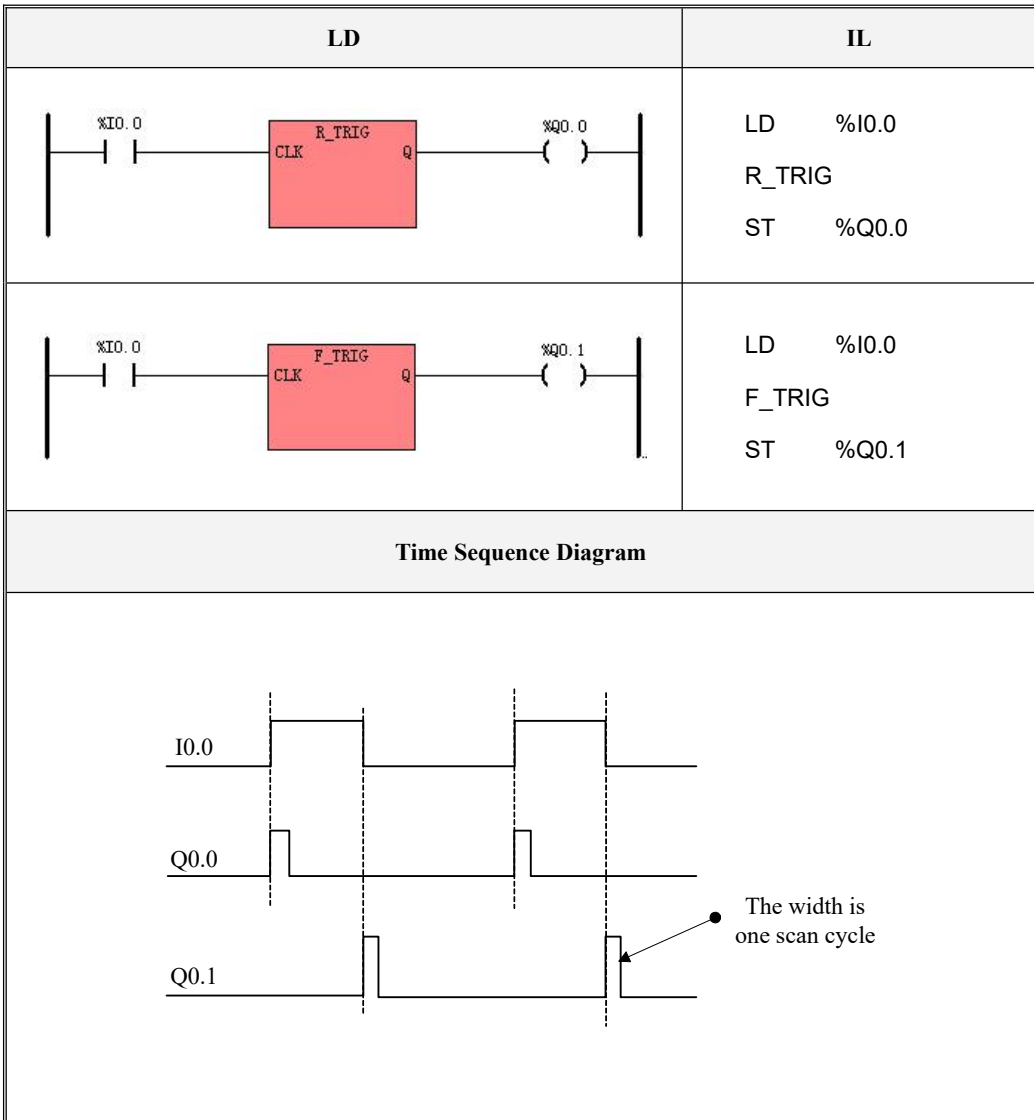 LD
IL
%I0.0
R_TRIG
CLK
Q
%Q0.0
LD %I0.0
R_TRIG
ST %Q0.0
%I0.0
F_TRIG
CLK
Q
%Q0.1
LD %I0.0
F_TRIG
ST %Q0.1
Time Sequence Diagram
I0.0
Q0.0
The width is
one scan cycle
Q0.1